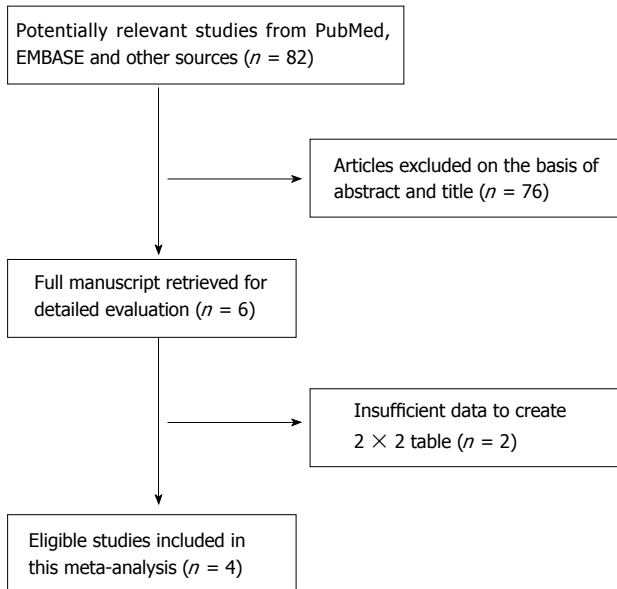 Potentially relevant studies from PubMed,
EMBASE and other sources (n = 82)
Articles excluded on the basis of
abstract and title (n = 76)
Full manuscript retrieved for
detailed evaluation (n = 6)
Insufficient data to create
2 × 2 table (n = 2)
Eligible studies included in
this meta-analysis (n = 4)